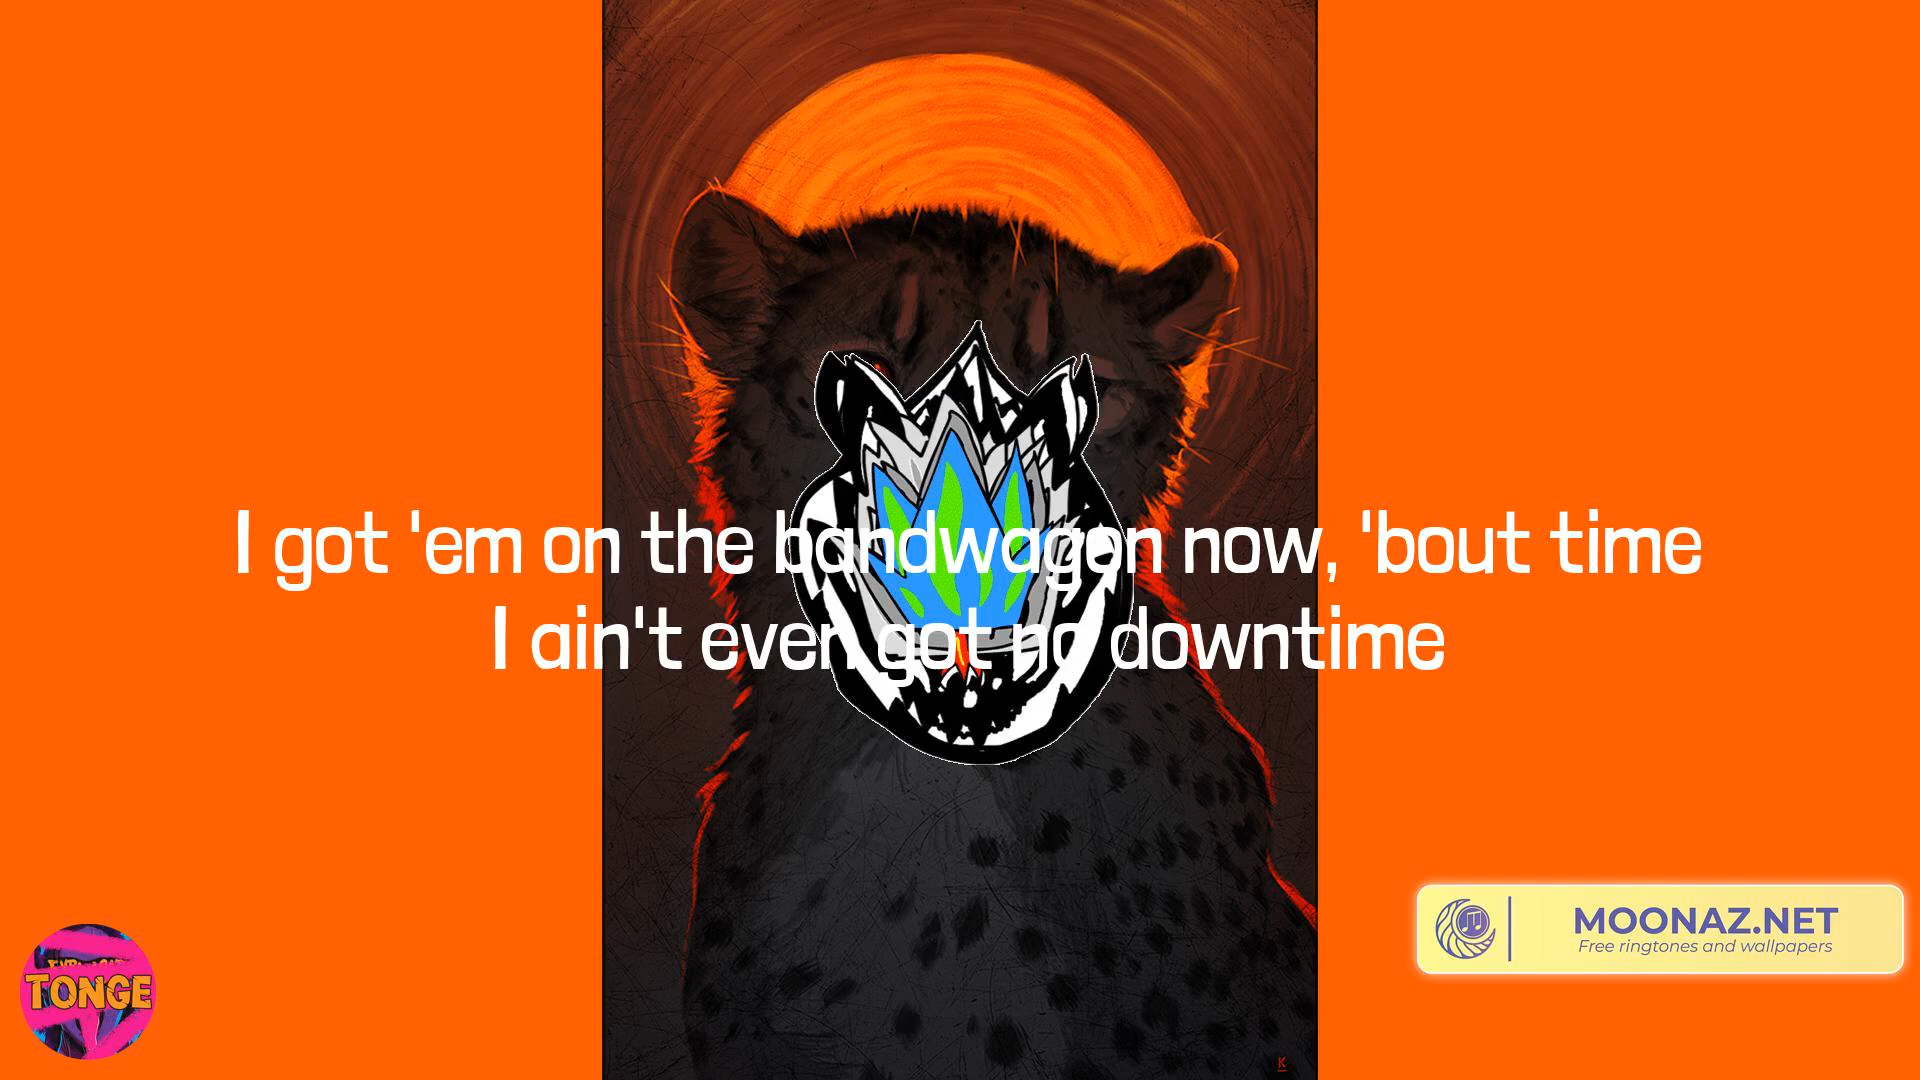 I got 'em on the bandwagon now, 'bout time
I ain't even got no downtime
MOONAZ.NET
Free ringtones and wallpapers
TONGE
K